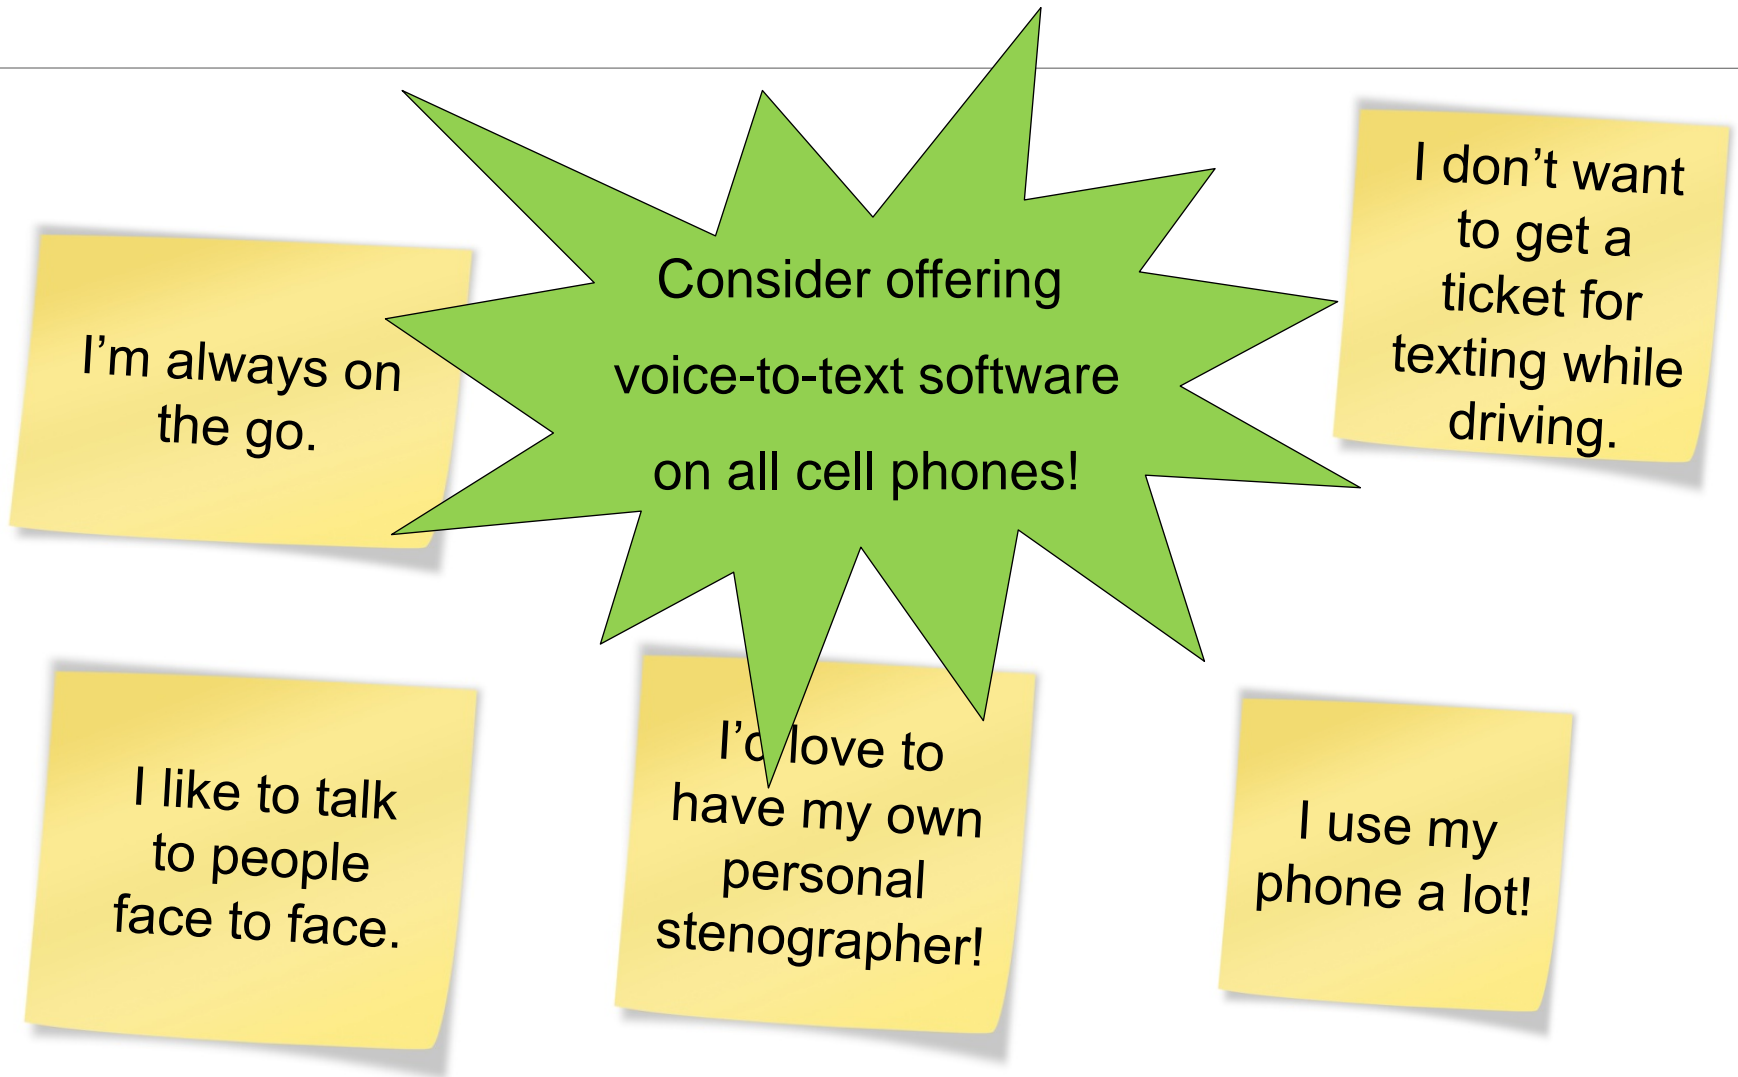 I'm always on
the go.
Consider offering
voice-to-text software
on all cell phones!
I don't want
to get a
ticket for
texting while
driving.
I like to talk
to people
face to face.
I'd love to
have my own
personal
stenographer!
I use my
phone a lot!